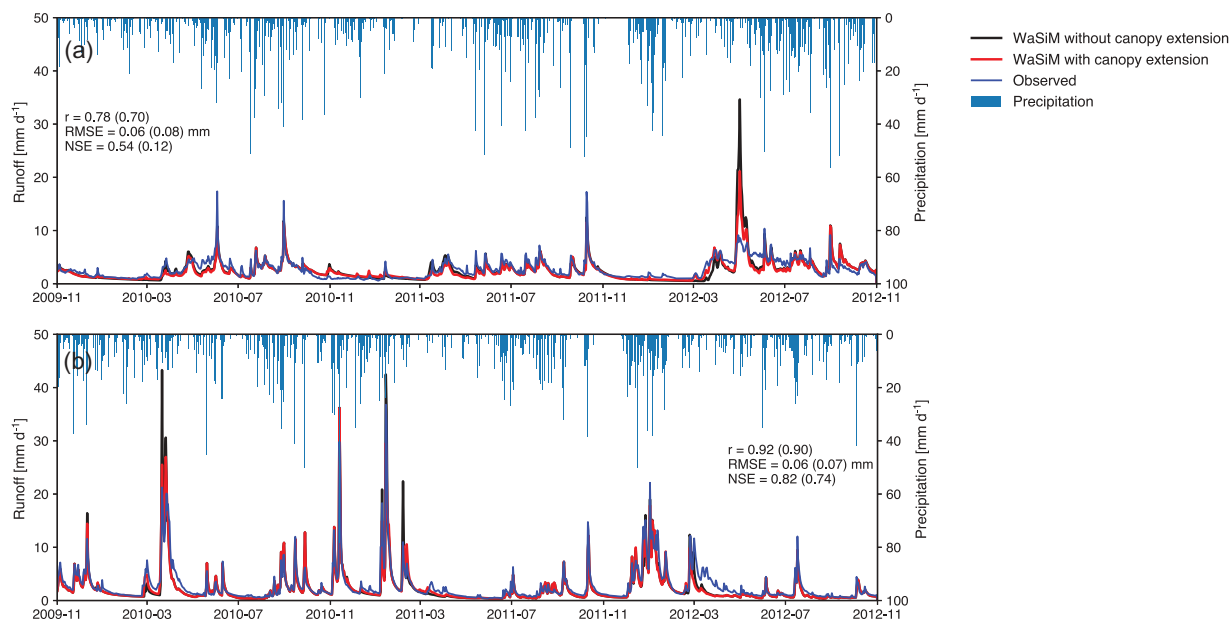 (a)
50
40
30
20
10
0
Runoff [mm d⁻¹]
r = 0.78 (0.70)
RMSE = 0.06 (0.08) mm
NSE = 0.54 (0.12)
0
20
40
60
80
100
Precipitation [mm d⁻¹]
2009-11 2010-03 2010-07 2010-11 2011-03 2011-07 2011-11 2012-03 2012-07 2012-11
WaSiM without canopy extension
WaSiM with canopy extension
Observed
Precipitation
(b)
50
40
30
20
10
0
Runoff [mm d⁻¹]
r = 0.92 (0.90)
RMSE = 0.06 (0.07) mm
NSE = 0.82 (0.74)
0
20
40
60
80
100
Precipitation [mm d⁻¹]
2009-11 2010-03 2010-07 2010-11 2011-03 2011-07 2011-11 2012-03 2012-07 2012-11